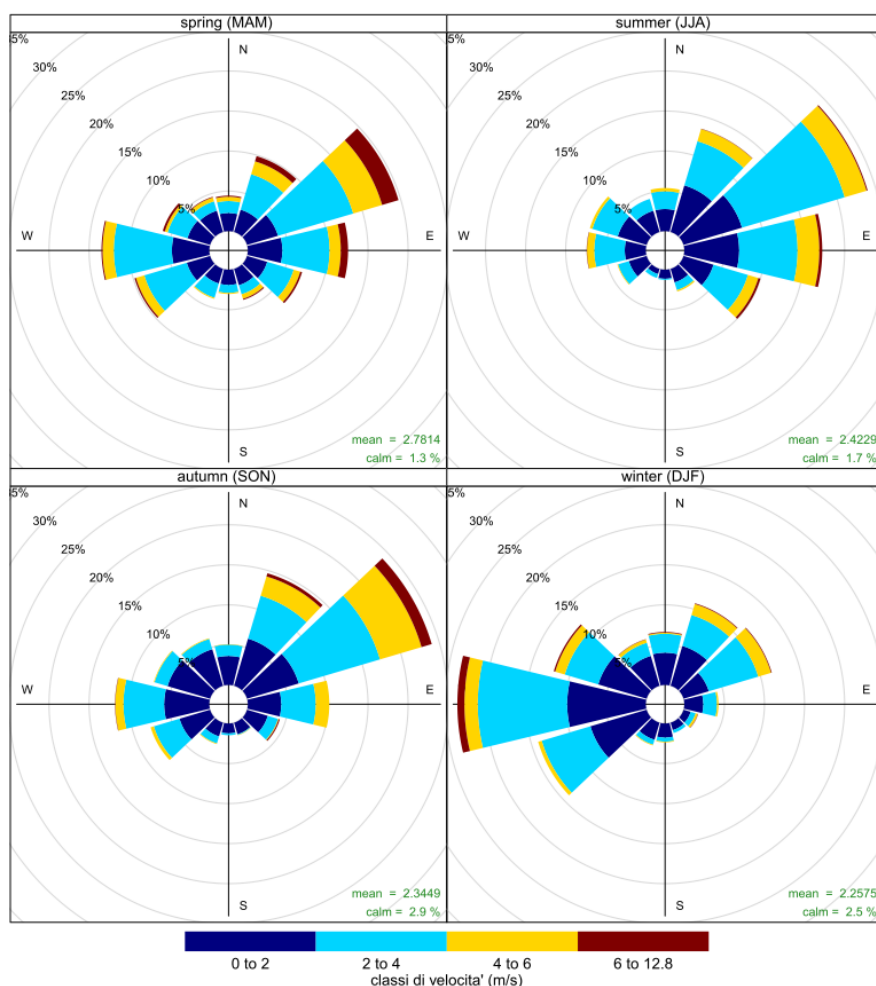 spring (MAM)
summer (JJA)
5%
30%
25%
20%
15%
10%
5%
N
W
E
S
mean = 2.7814
calm = 1.3 %
5%
30%
25%
20%
15%
10%
5%
N
W
E
S
mean = 2.4229
calm = 1.7 %
autumn (SON)
winter (DJF)
5%
30%
25%
20%
15%
10%
5%
N
W
E
S
mean = 2.3449
calm = 2.9 %
5%
30%
25%
20%
15%
10%
5%
N
W
E
S
mean = 2.2575
calm = 2.5 %
0 to 2
2 to 4
4 to 6
6 to 12.8
classi di velocita' (m/s)